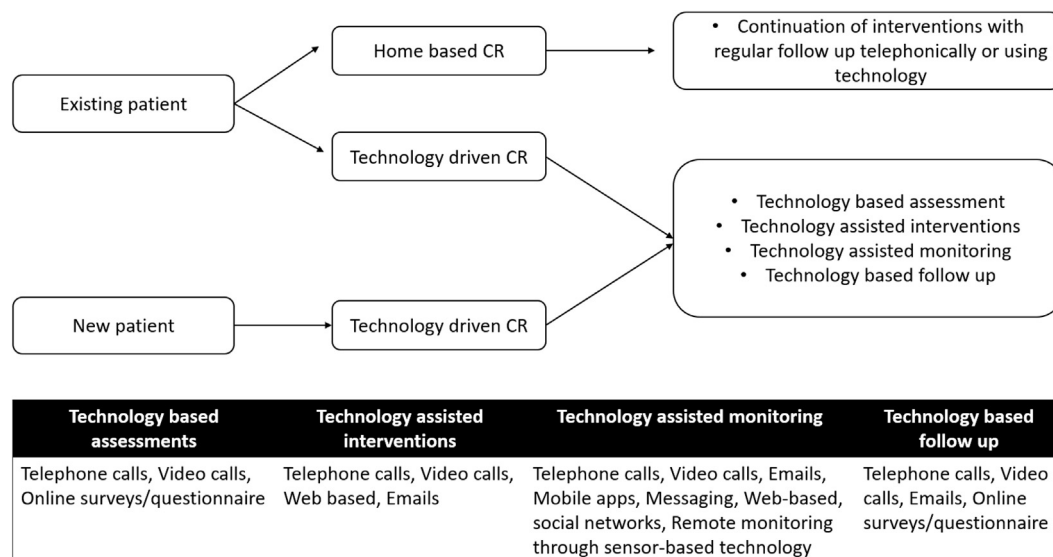 Home based CR
• Continuation of interventions with
regular follow up telephonically or using
technology
Existing patient
Technology driven CR
• Technology based assessment
• Technology assisted interventions
• Technology assisted monitoring
• Technology based follow up
New patient
Technology driven CR
Technology based
assessments
Technology assisted
interventions
Technology assisted monitoring
Technology based
follow up
Telephone calls, Video calls,
Online surveys/questionnaire
Telephone calls, Video calls,
Web based, Emails
Telephone calls, Video calls, Emails,
Mobile apps, Messaging, Web-based,
social networks, Remote monitoring
through sensor-based technology
Telephone calls, Video
calls, Emails, Online
surveys/questionnaire